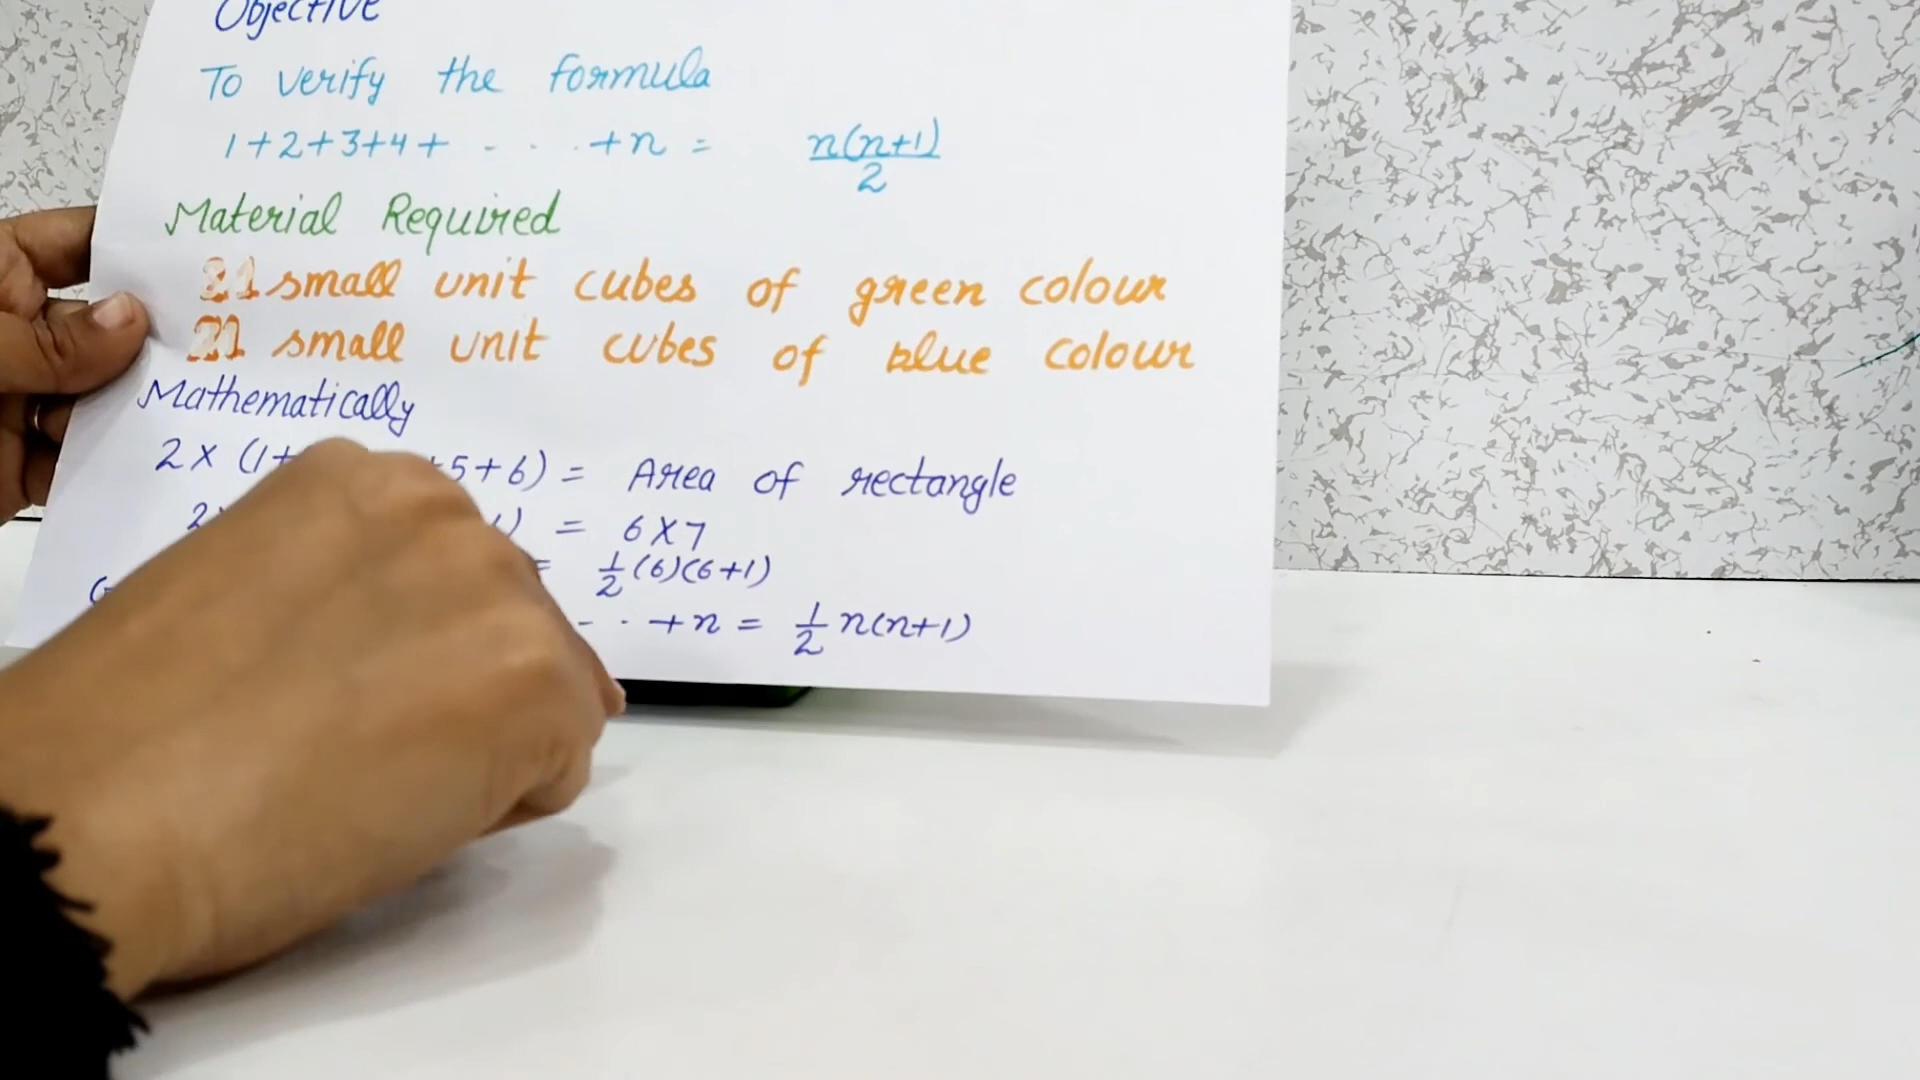 Objective
To verify the formula
1+2+3+4+ - . . +n = n(n+1)/2
Material Required
21 small unit cubes of green colour
21 small unit cubes of blue colour
Mathematically
2 x (1+ +5+6) = Area of rectangle
2 ) = 6x7
= 1/2 (6)(6+1)
- . +n = 1/2 n(n+1)